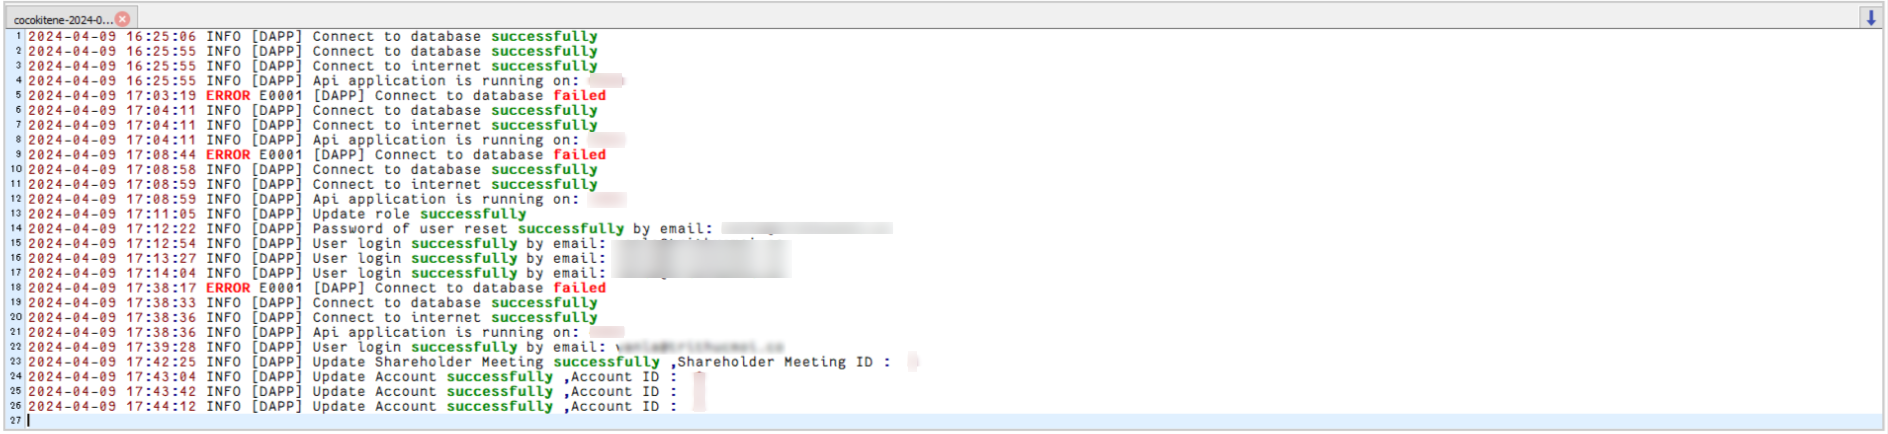 cocokitene-2024-0...
1 2024-04-09 16:25:06 INFO [DAPP] Connect to database successfully
2 2024-04-09 16:25:55 INFO [DAPP] Connect to database successfully
3 2024-04-09 16:25:55 INFO [DAPP] Connect to internet successfully
4 2024-04-09 16:25:55 INFO [DAPP] Api application is running on:
5 2024-04-09 17:03:19 ERROR E0001 [DAPP] Connect to database failed
6 2024-04-09 17:04:11 INFO [DAPP] Connect to database successfully
7 2024-04-09 17:04:11 INFO [DAPP] Connect to internet successfully
8 2024-04-09 17:04:11 INFO [DAPP] Api application is running on:
9 2024-04-09 17:08:44 ERROR E0001 [DAPP] Connect to database failed
10 2024-04-09 17:08:58 INFO [DAPP] Connect to database successfully
11 2024-04-09 17:08:59 INFO [DAPP] Connect to internet successfully
12 2024-04-09 17:08:59 INFO [DAPP] Api application is running on:
13 2024-04-09 17:11:05 INFO [DAPP] Update role successfully
14 2024-04-09 17:12:22 INFO [DAPP] Password of user reset successfully by email:
15 2024-04-09 17:12:54 INFO [DAPP] User login successfully by email:
16 2024-04-09 17:13:27 INFO [DAPP] User login successfully by email:
17 2024-04-09 17:14:04 INFO [DAPP] User login successfully by email:
18 2024-04-09 17:38:17 ERROR E0001 [DAPP] Connect to database failed
19 2024-04-09 17:38:33 INFO [DAPP] Connect to database successfully
20 2024-04-09 17:38:36 INFO [DAPP] Connect to internet successfully
21 2024-04-09 17:38:36 INFO [DAPP] Api application is running on:
22 2024-04-09 17:39:28 INFO [DAPP] User login successfully by email:
23 2024-04-09 17:42:25 INFO [DAPP] Update Shareholder Meeting successfully ,Shareholder Meeting ID :
24 2024-04-09 17:43:04 INFO [DAPP] Update Account successfully ,Account ID :
25 2024-04-09 17:43:42 INFO [DAPP] Update Account successfully ,Account ID :
26 2024-04-09 17:44:12 INFO [DAPP] Update Account successfully ,Account ID :
27